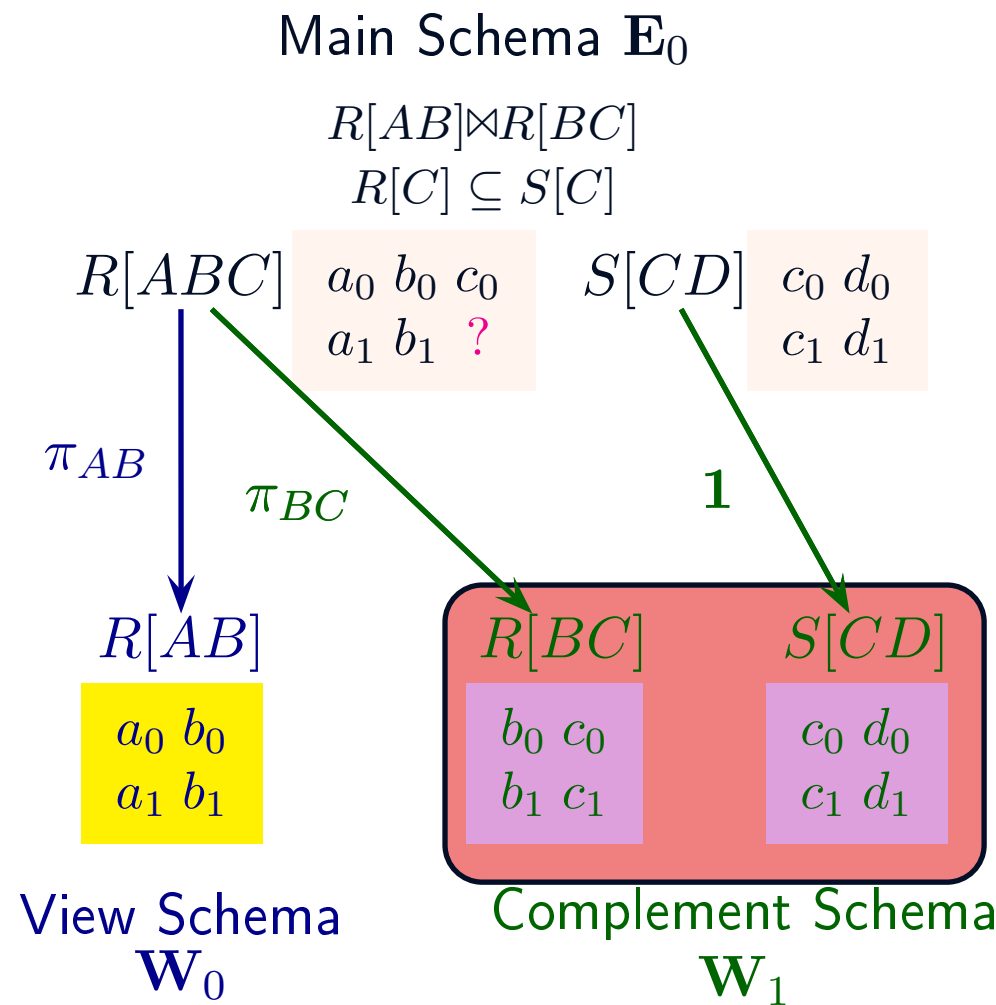 Main Schema E₀
R[AB]⋈R[BC]
R[C] ⊆ S[C]
R[ABC] a₀ b₀ c₀ S[CD] c₀ d₀
a₁ b₁ ? c₁ d₁
π_AB
π_BC
1
R[AB] R[BC] S[CD]
a₀ b₀ b₀ c₀ c₀ d₀
a₁ b₁ b₁ c₁ c₁ d₁
View Schema Complement Schema
W₀ W₁